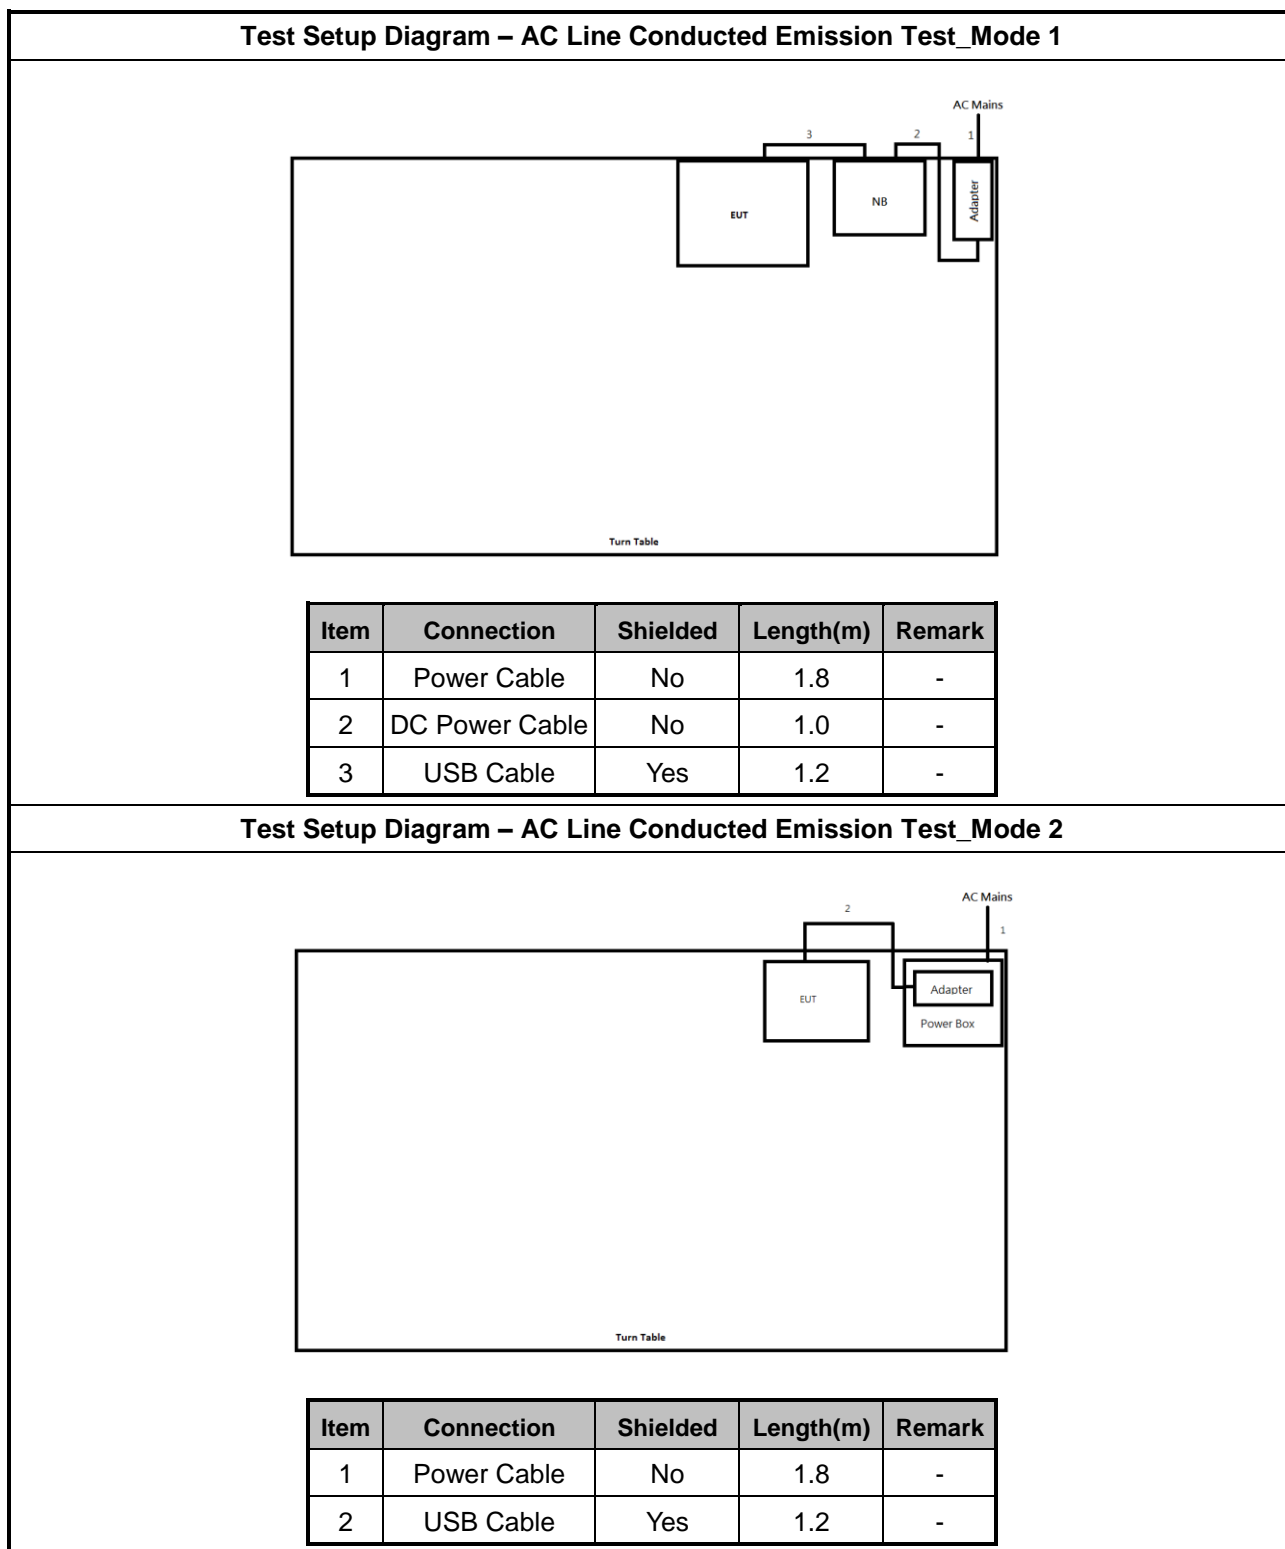 Test Setup Diagram – AC Line Conducted Emission Test_Mode 1
AC Mains
3 2 1
EUT NB Adapter
Turn Table
Item Connection Shielded Length(m) Remark
1 Power Cable No 1.8 -
2 DC Power Cable No 1.0 -
3 USB Cable Yes 1.2 -
Test Setup Diagram – AC Line Conducted Emission Test_Mode 2
AC Mains
2
1
EUT Adapter
Power Box
Turn Table
Item Connection Shielded Length(m) Remark
1 Power Cable No 1.8 -
2 USB Cable Yes 1.2 -